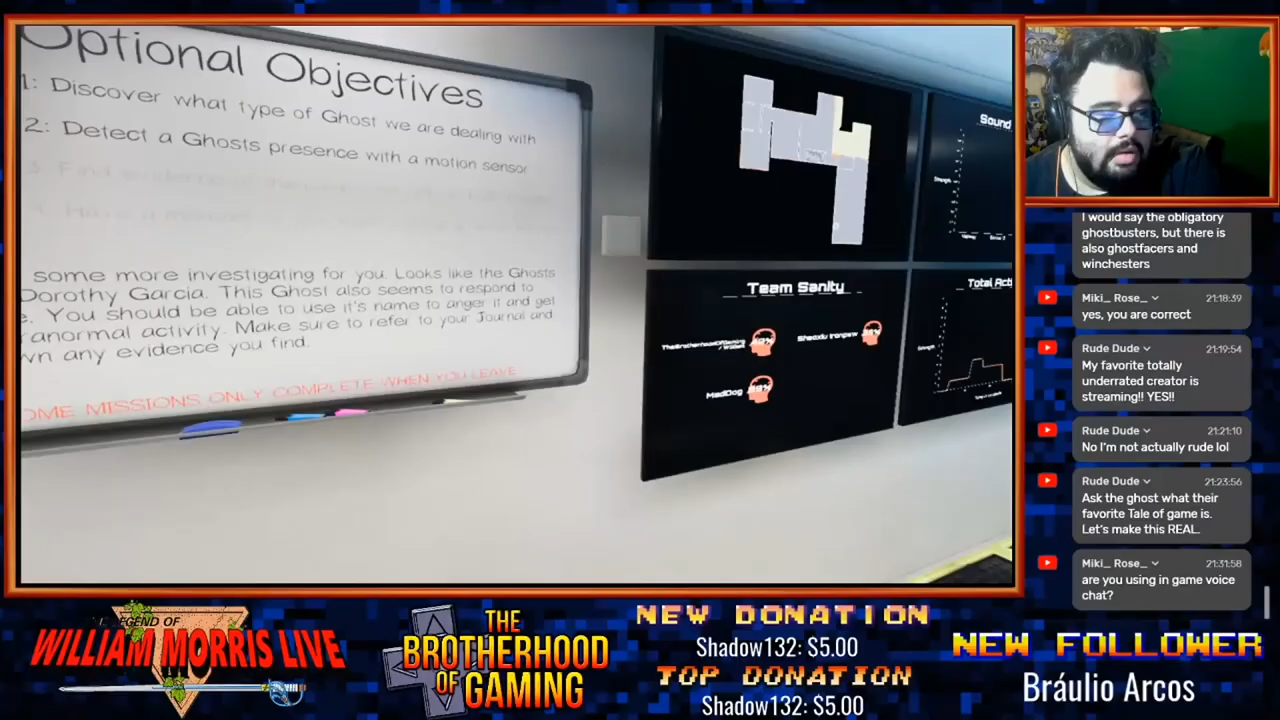 Optional Objectives
1: Discover what type of Ghost we are dealing with
2: Detect a Ghosts presence with a motion sensor
some more investigating for you. Looks like the Ghosts
Dorothy Garcia. This Ghost also seems to respond to
You should be able to use it's name to anger it and get
ranormal activity. Make sure to refer to your Journal and
wn any evidence you find.
OME MISSIONS ONLY COMPLETE WHEN YOU LEAVE
Sound
Team Sanity
MadDog
Total Acti
I would say the obligatory
ghostbusters, but there is
also ghostfacers and
winchesters
Miki_ Rose_ 21:18:39
yes, you are correct
Rude Dude 21:19:54
My favorite totally
underrated creator is
streaming!! YES!!
Rude Dude 21:21:10
No I'm not actually rude lol
Rude Dude 21:23:56
Ask the ghost what their
favorite Tale of game is.
Let's make this REAL.
Miki_ Rose_ 21:31:58
are you using in game voice
chat?
LEGEND OF
WILLIAM MORRIS LIVE
THE
BROTHERHOOD
OF GAMING
NEW DONATION
Shadow132: $5.00
TOP DONATION
Shadow132: $5.00
NEW FOLLOWER
Bráulio Arcos